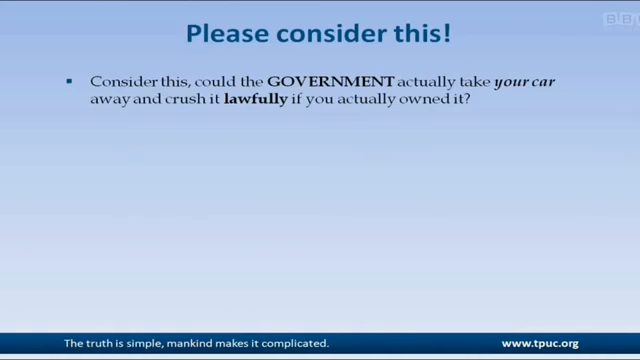 B.B
Please consider this!
▪ Consider this, could the GOVERNMENT actually take your car
away and crush it lawfully if you actually owned it?
The truth is simple, mankind makes it complicated.
www.tpuc.org